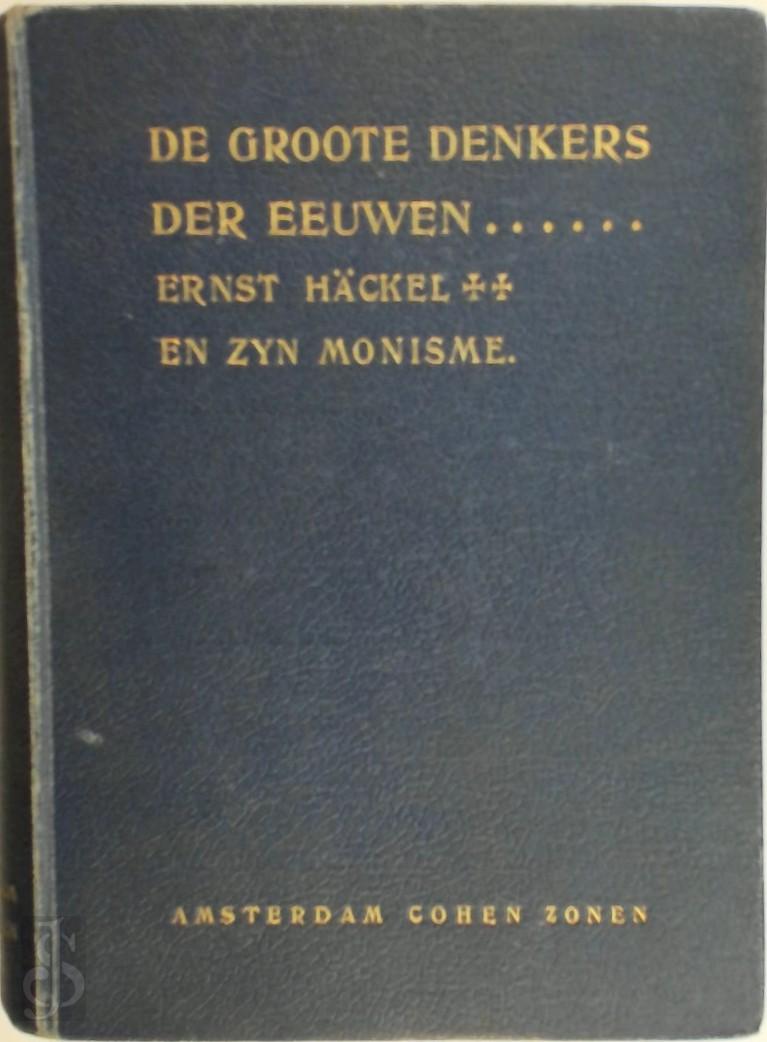 DE GROOTE DENKERS
DER EEUWEN......
ERNST HÄCKEL ✢✢
EN ZYN MONISME.
AMSTERDAM COHEN ZONEN